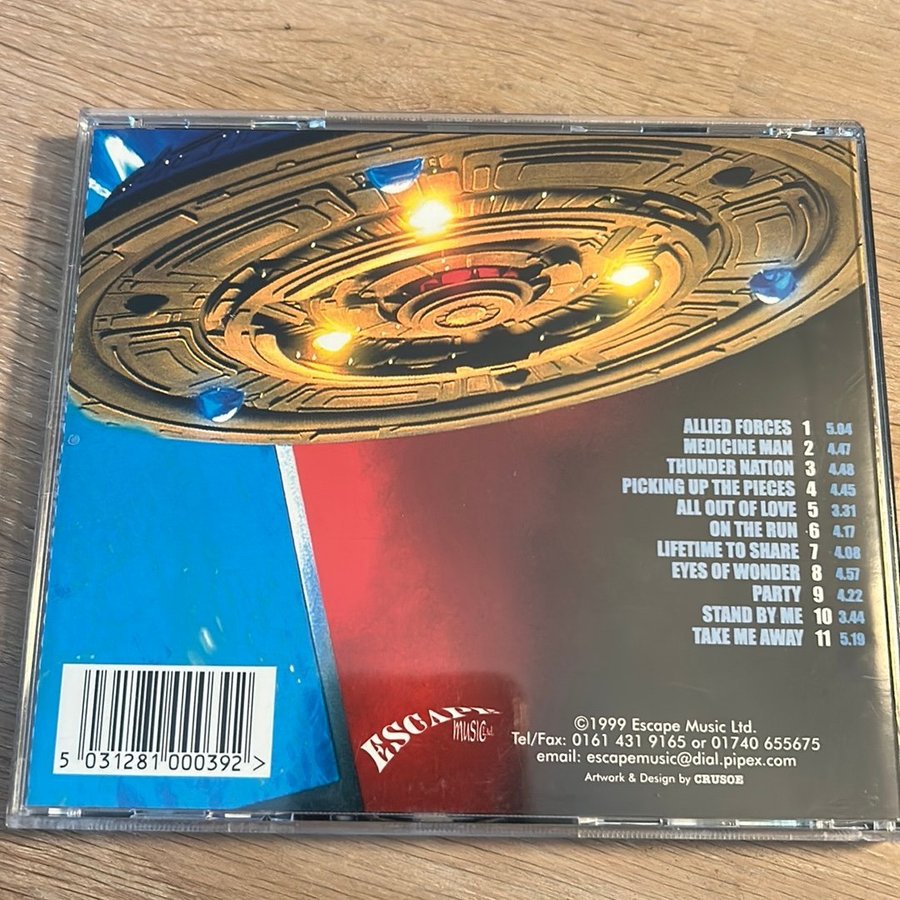 ALLIED FORCES 1 5.04
MEDICINE MAN 2 4.47
THUNDER NATION 3 4.48
PICKING UP THE PIECES 4 4.45
ALL OUT OF LOVE 5 3.31
ON THE RUN 6 4.17
LIFETIME TO SHARE 7 4.08
EYES OF WONDER 8 4.57
PARTY 9 4.22
STAND BY ME 10 3.44
TAKE ME AWAY 11 5.19
ESCAPE
MUSIC Ltd.
©1999 Escape Music Ltd.
Tel/Fax: 0161 431 9165 or 01740 655675
email: escapemusic@dial.pipex.com
Artwork & Design by CRUSOE
5 031281 000392 >